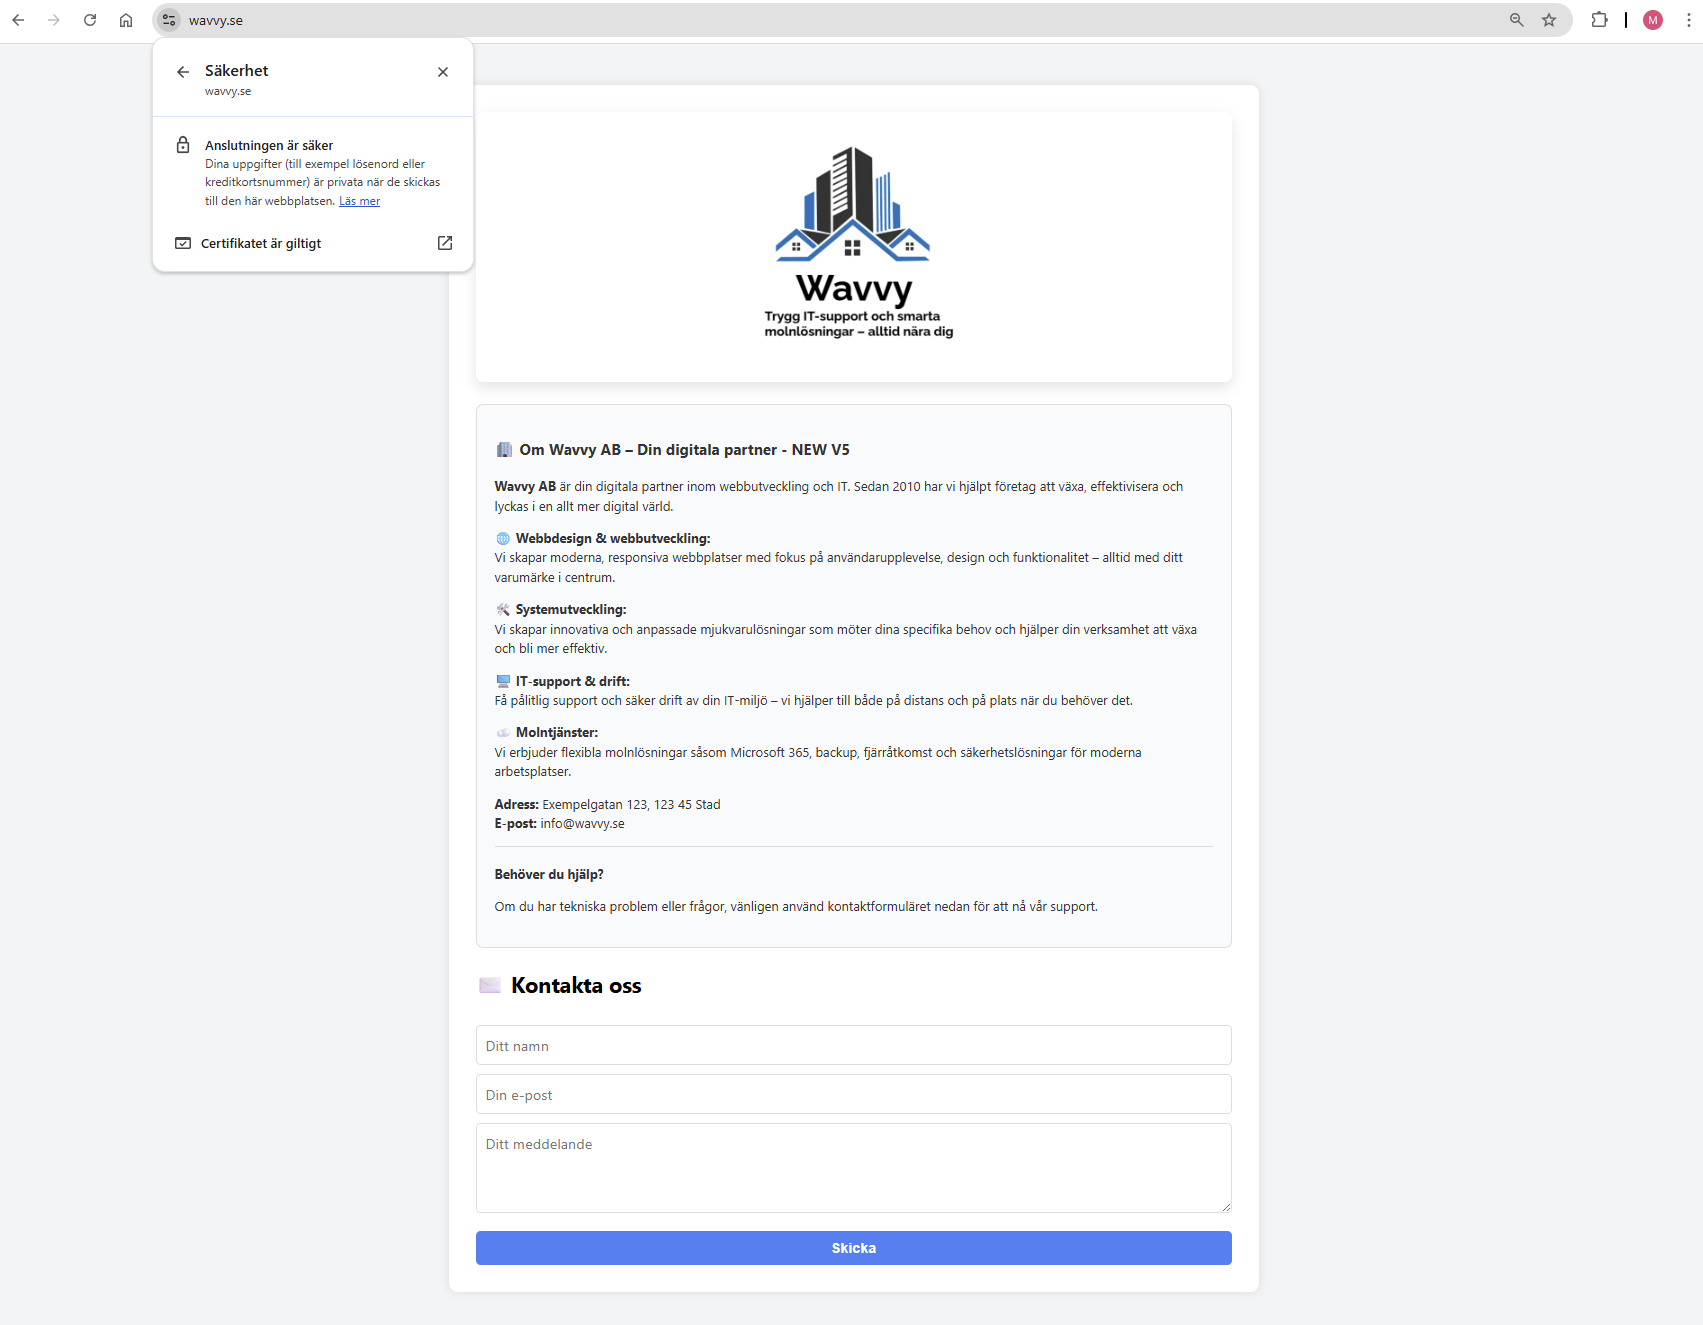 wavvy.se
M
Säkerhet
wavvy.se
Anslutningen är säker
Dina uppgifter (till exempel lösenord eller
kreditkortsnummer) är privata när de skickas
till den här webbplatsen. Läs mer
Certifikatet är giltigt
Wavvy
Trygg IT-support och smarta
molnlösningar – alltid nära dig
Om Wavvy AB – Din digitala partner - NEW V5
Wavvy AB är din digitala partner inom webbutveckling och IT. Sedan 2010 har vi hjälpt företag att växa, effektivisera och
lyckas i en allt mer digital värld.
Webbdesign & webbutveckling:
Vi skapar moderna, responsiva webbplatser med fokus på användarupplevelse, design och funktionalitet – alltid med ditt
varumärke i centrum.
Systemutveckling:
Vi skapar innovativa och anpassade mjukvarulösningar som möter dina specifika behov och hjälper din verksamhet att växa
och bli mer effektiv.
IT-support & drift:
Få pålitlig support och säker drift av din IT-miljö – vi hjälper till både på distans och på plats när du behöver det.
Molntjänster:
Vi erbjuder flexibla molnlösningar såsom Microsoft 365, backup, fjärråtkomst och säkerhetslösningar för moderna
arbetsplatser.
Adress: Exempelgatan 123, 123 45 Stad
E-post: info@wavvy.se
Behöver du hjälp?
Om du har tekniska problem eller frågor, vänligen använd kontaktformuläret nedan för att nå vår support.
Kontakta oss
Ditt namn
Din e-post
Ditt meddelande
Skicka